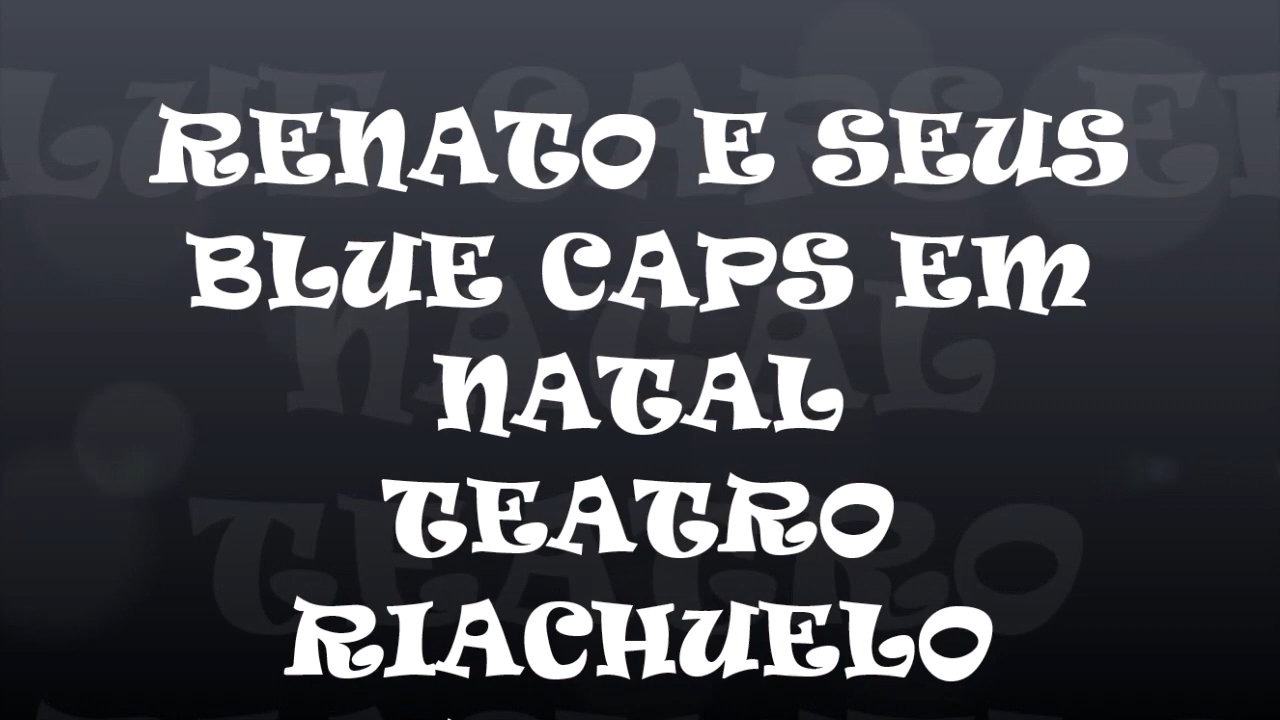 RENATO E SEUS
BLUE CAPS EM
NATAL
TEATRO
RIACHUELO